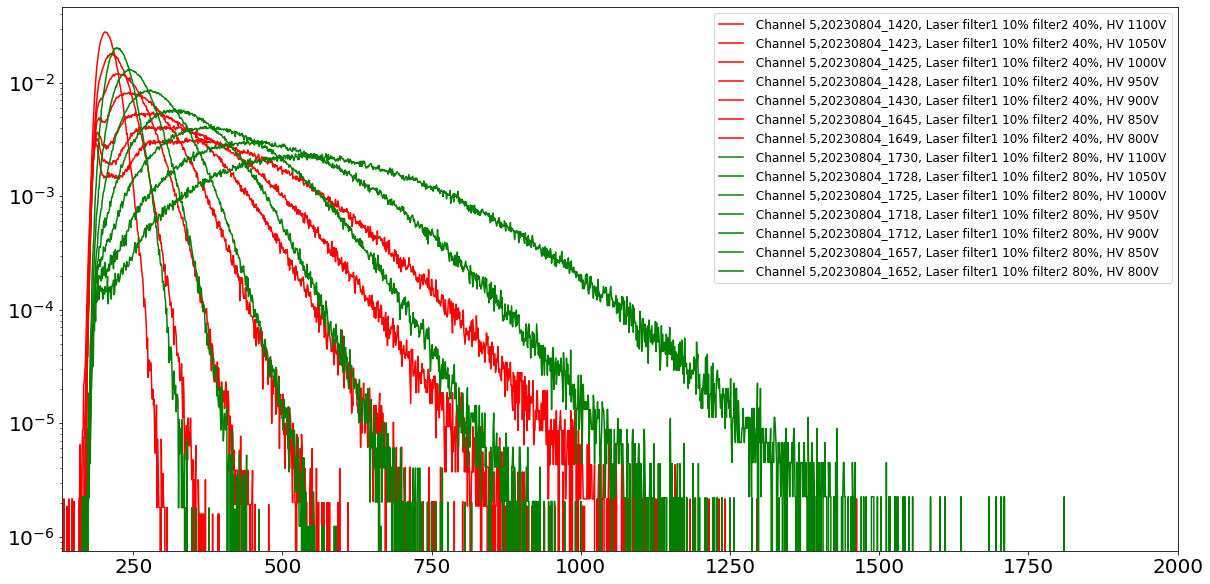 Channel 5,20230804_1420, Laser filter1 10% filter2 40%, HV 1100V
Channel 5,20230804_1423, Laser filter1 10% filter2 40%, HV 1050V
Channel 5,20230804_1425, Laser filter1 10% filter2 40%, HV 1000V
Channel 5,20230804_1428, Laser filter1 10% filter2 40%, HV 950V
Channel 5,20230804_1430, Laser filter1 10% filter2 40%, HV 900V
Channel 5,20230804_1645, Laser filter1 10% filter2 40%, HV 850V
Channel 5,20230804_1649, Laser filter1 10% filter2 40%, HV 800V
Channel 5,20230804_1730, Laser filter1 10% filter2 80%, HV 1100V
Channel 5,20230804_1728, Laser filter1 10% filter2 80%, HV 1050V
Channel 5,20230804_1725, Laser filter1 10% filter2 80%, HV 1000V
Channel 5,20230804_1718, Laser filter1 10% filter2 80%, HV 950V
Channel 5,20230804_1712, Laser filter1 10% filter2 80%, HV 900V
Channel 5,20230804_1657, Laser filter1 10% filter2 80%, HV 850V
Channel 5,20230804_1652, Laser filter1 10% filter2 80%, HV 800V
10⁻²
10⁻³
10⁻⁴
10⁻⁵
10⁻⁶
250 500 750 1000 1250 1500 1750 2000